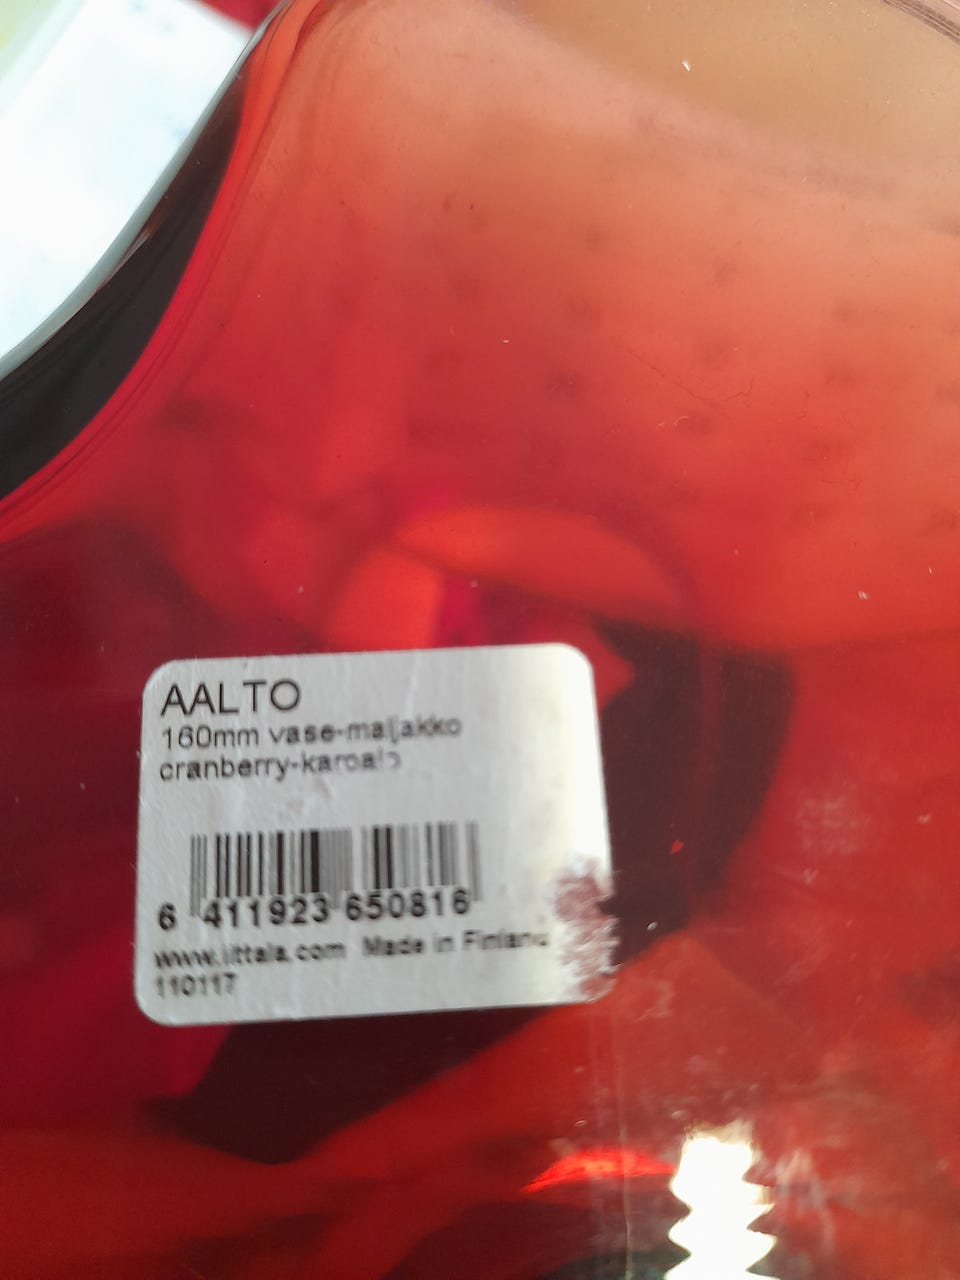 AALTO
160mm vase-maljakko
cranberry-karpalo
6 411923 650816
www.iittala.com Made in Finland
110117